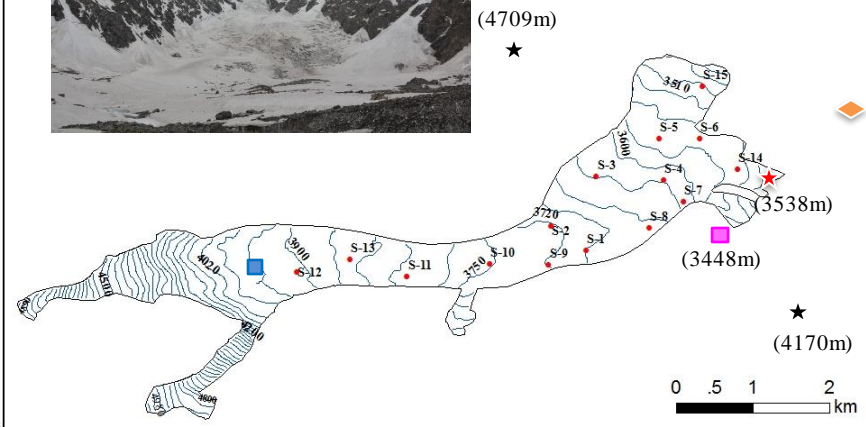 (4709m)
S-15
3510
S-5
S-6
3600
S-14
S-3
S-4
S-7
(3538m)
3720
S-2
S-8
S-1
3900
S-13
S-10
(3448m)
4020
S-12
S-11
3750
S-9
4500
4200
(4170m)
4800
0 .5 1 2
km